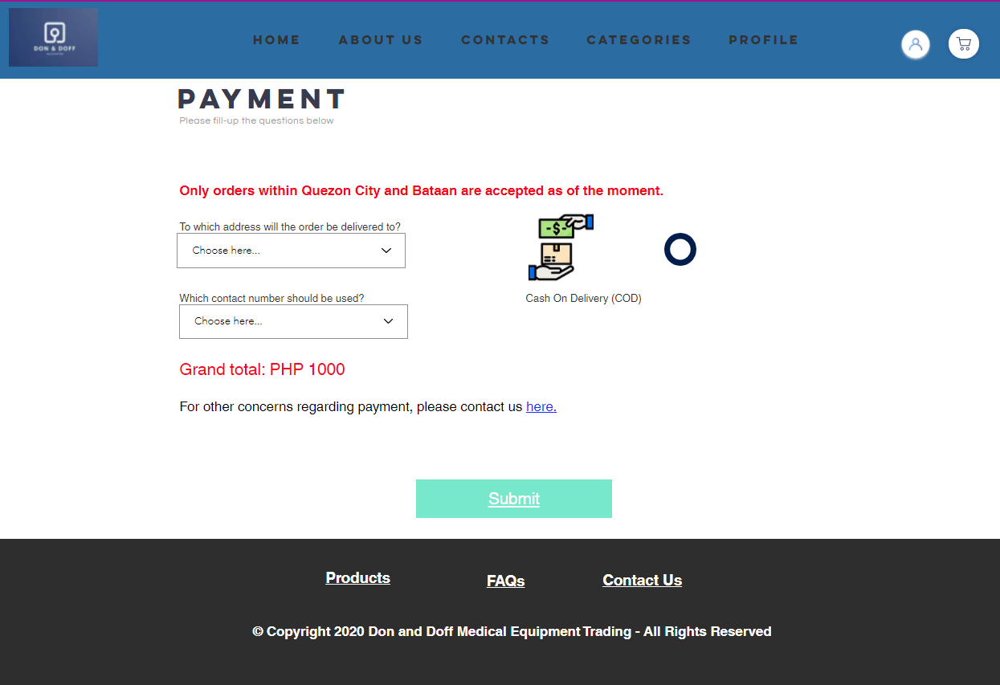 DON & DOFF
HOME ABOUT US CONTACTS CATEGORIES PROFILE
PAYMENT
Please fill-up the questions below
Only orders within Quezon City and Bataan are accepted as of the moment.
To which address will the order be delivered to?
Choose here...
-$-
Which contact number should be used?
Cash On Delivery (COD)
Choose here...
Grand total: PHP 1000
For other concerns regarding payment, please contact us here.
Submit
Products FAQs Contact Us
© Copyright 2020 Don and Doff Medical Equipment Trading - All Rights Reserved